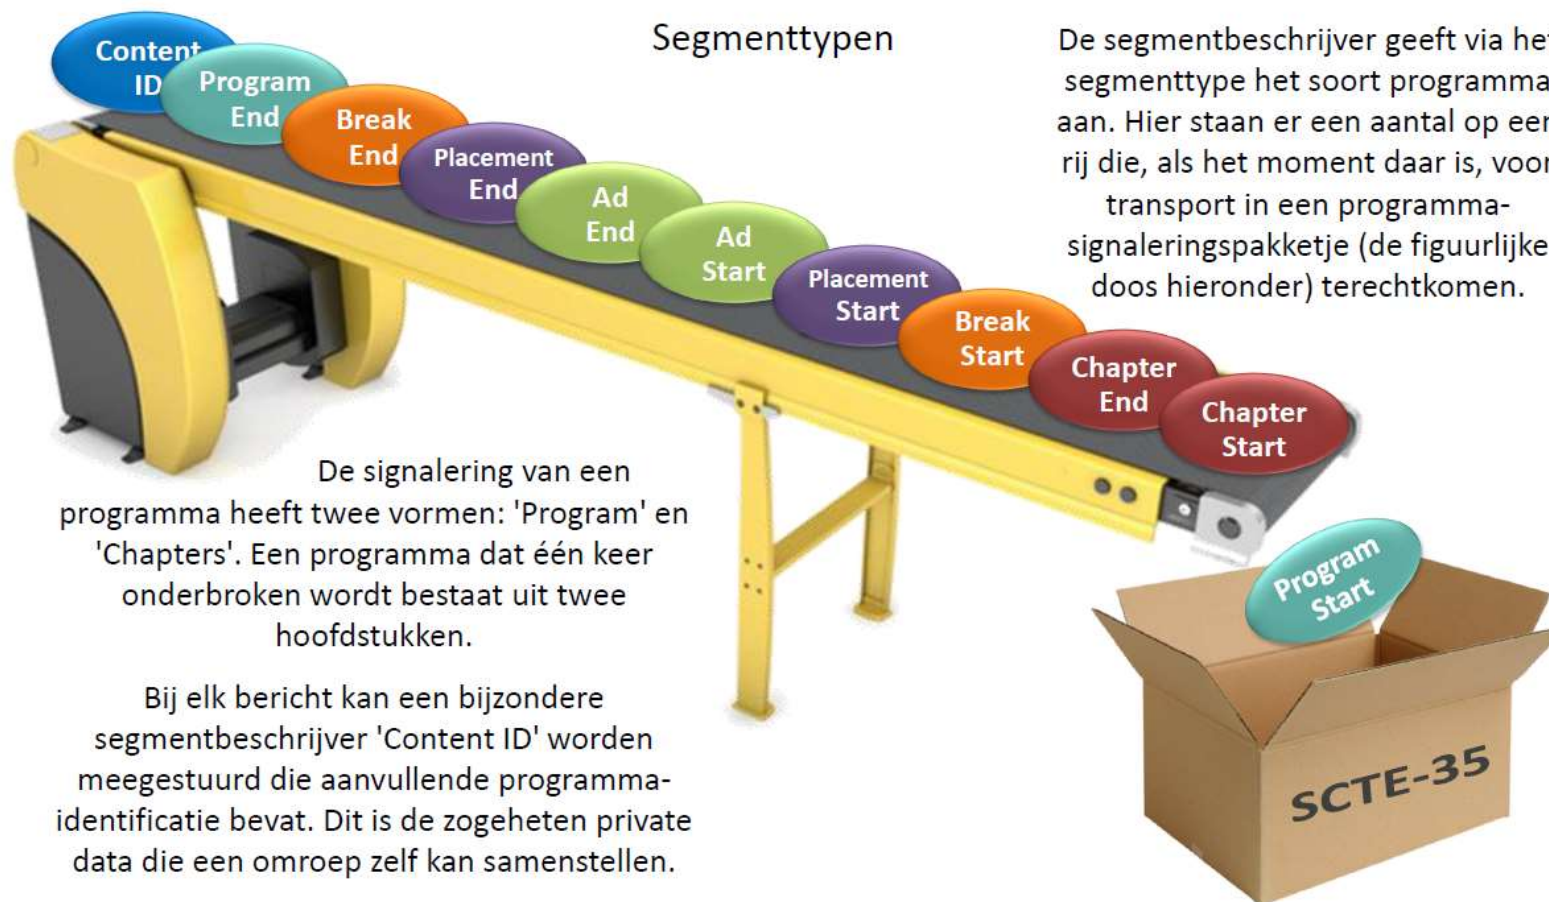 Segmenttypen
De segmentbeschrijver geeft via het
segmenttype het soort programma
aan. Hier staan er een aantal op een
rij die, als het moment daar is, voor
transport in een programma-
signaleringspakketje (de figuurlijke
doos hieronder) terechtkomen.
Content
ID
Program
End
Break
End
Placement
End
Ad
End
Ad
Start
Placement
Start
Break
Start
Chapter
End
Chapter
Start
De signalering van een
programma heeft twee vormen: 'Program' en
'Chapters'. Een programma dat één keer
onderbroken wordt bestaat uit twee
hoofdstukken.
Bij elk bericht kan een bijzondere
segmentbeschrijver 'Content ID' worden
meegestuurd die aanvullende programma-
identificatie bevat. Dit is de zogeheten private
data die een omroep zelf kan samenstellen.
Program
Start
SCTE-35